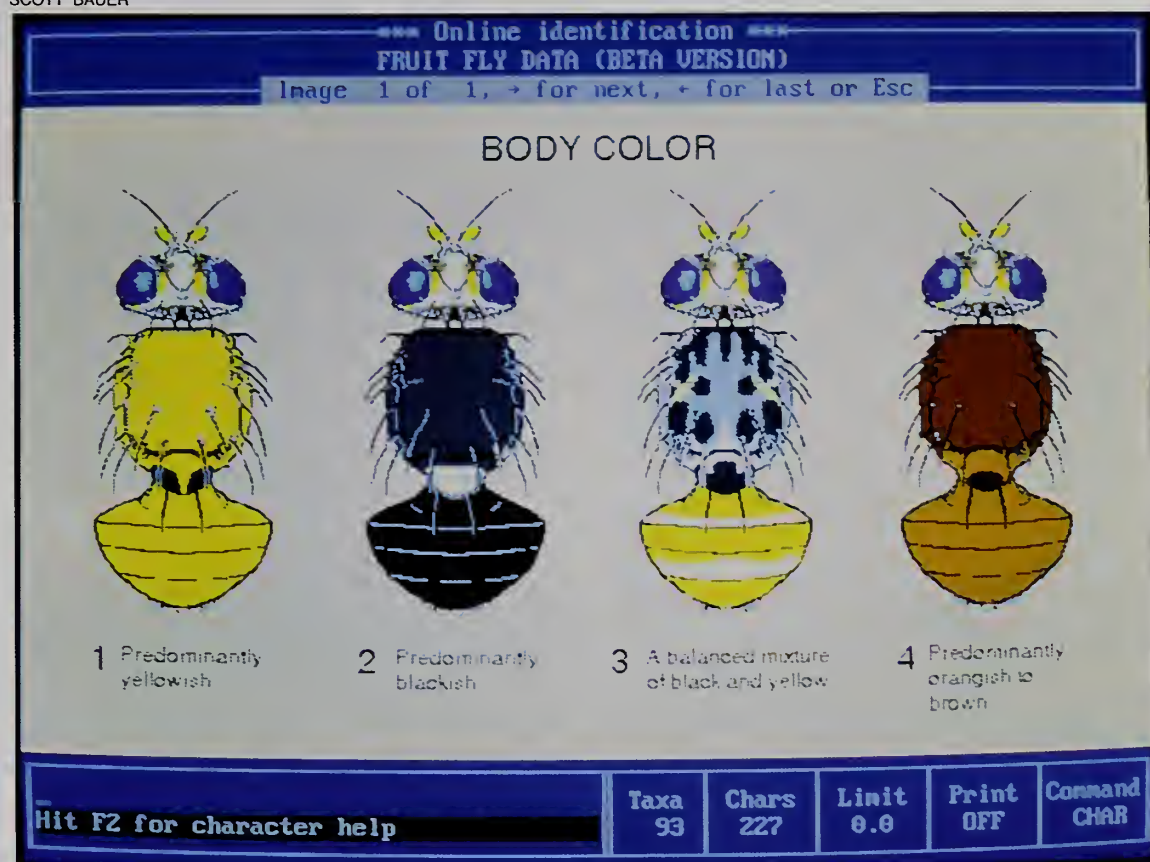 SCOTT BAUER
*** Online identification ***
FRUIT FLY DATA (BETA VERSION)
Image 1 of 1, → for next, ← for last or Esc
BODY COLOR
1 Predominantly
yellowish
2 Predominantly
blackish
3 A balanced mixture
of black and yellow
4 Predominantly
orangish to
brown
Hit F2 for character help
Taxa
93
Chars
227
Limit
0.0
Print
OFF
Command
CHAR